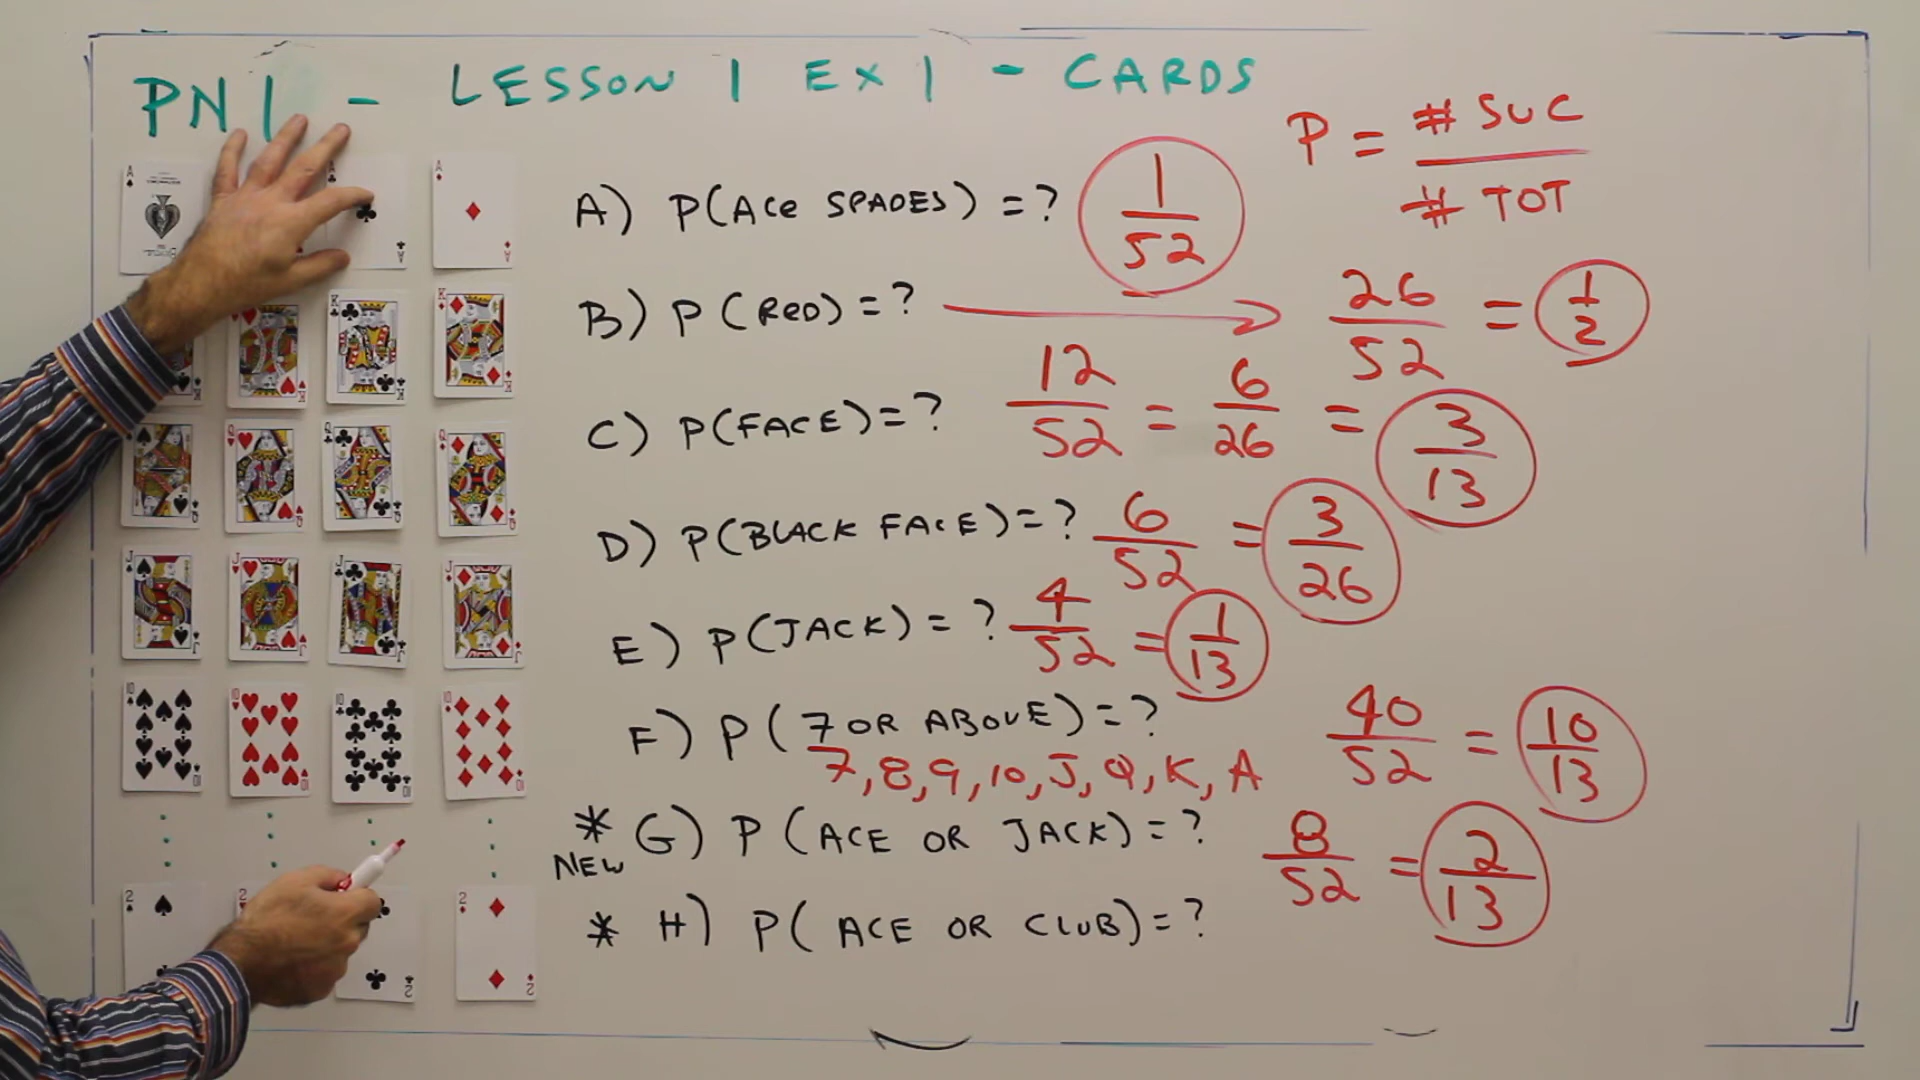 PN1 - LESSON 1 EX 1 - CARDS
P = # SUC / # TOT
A) P(ACE SPADES) = ? 1/52
B) P(RED) = ? 26/52 = 1/2
C) P(FACE) = ? 12/52 = 6/26 = 3/13
D) P(BLACK FACE) = ? 6/52 = 3/26
E) P(JACK) = ? 4/52 = 1/13
F) P(7 OR ABOVE) = ? 40/52 = 10/13
7, 8, 9, 10, J, Q, K, A
* G) P(ACE OR JACK) = ? 8/52 = 2/13
NEW
* H) P(ACE OR CLUB) = ?